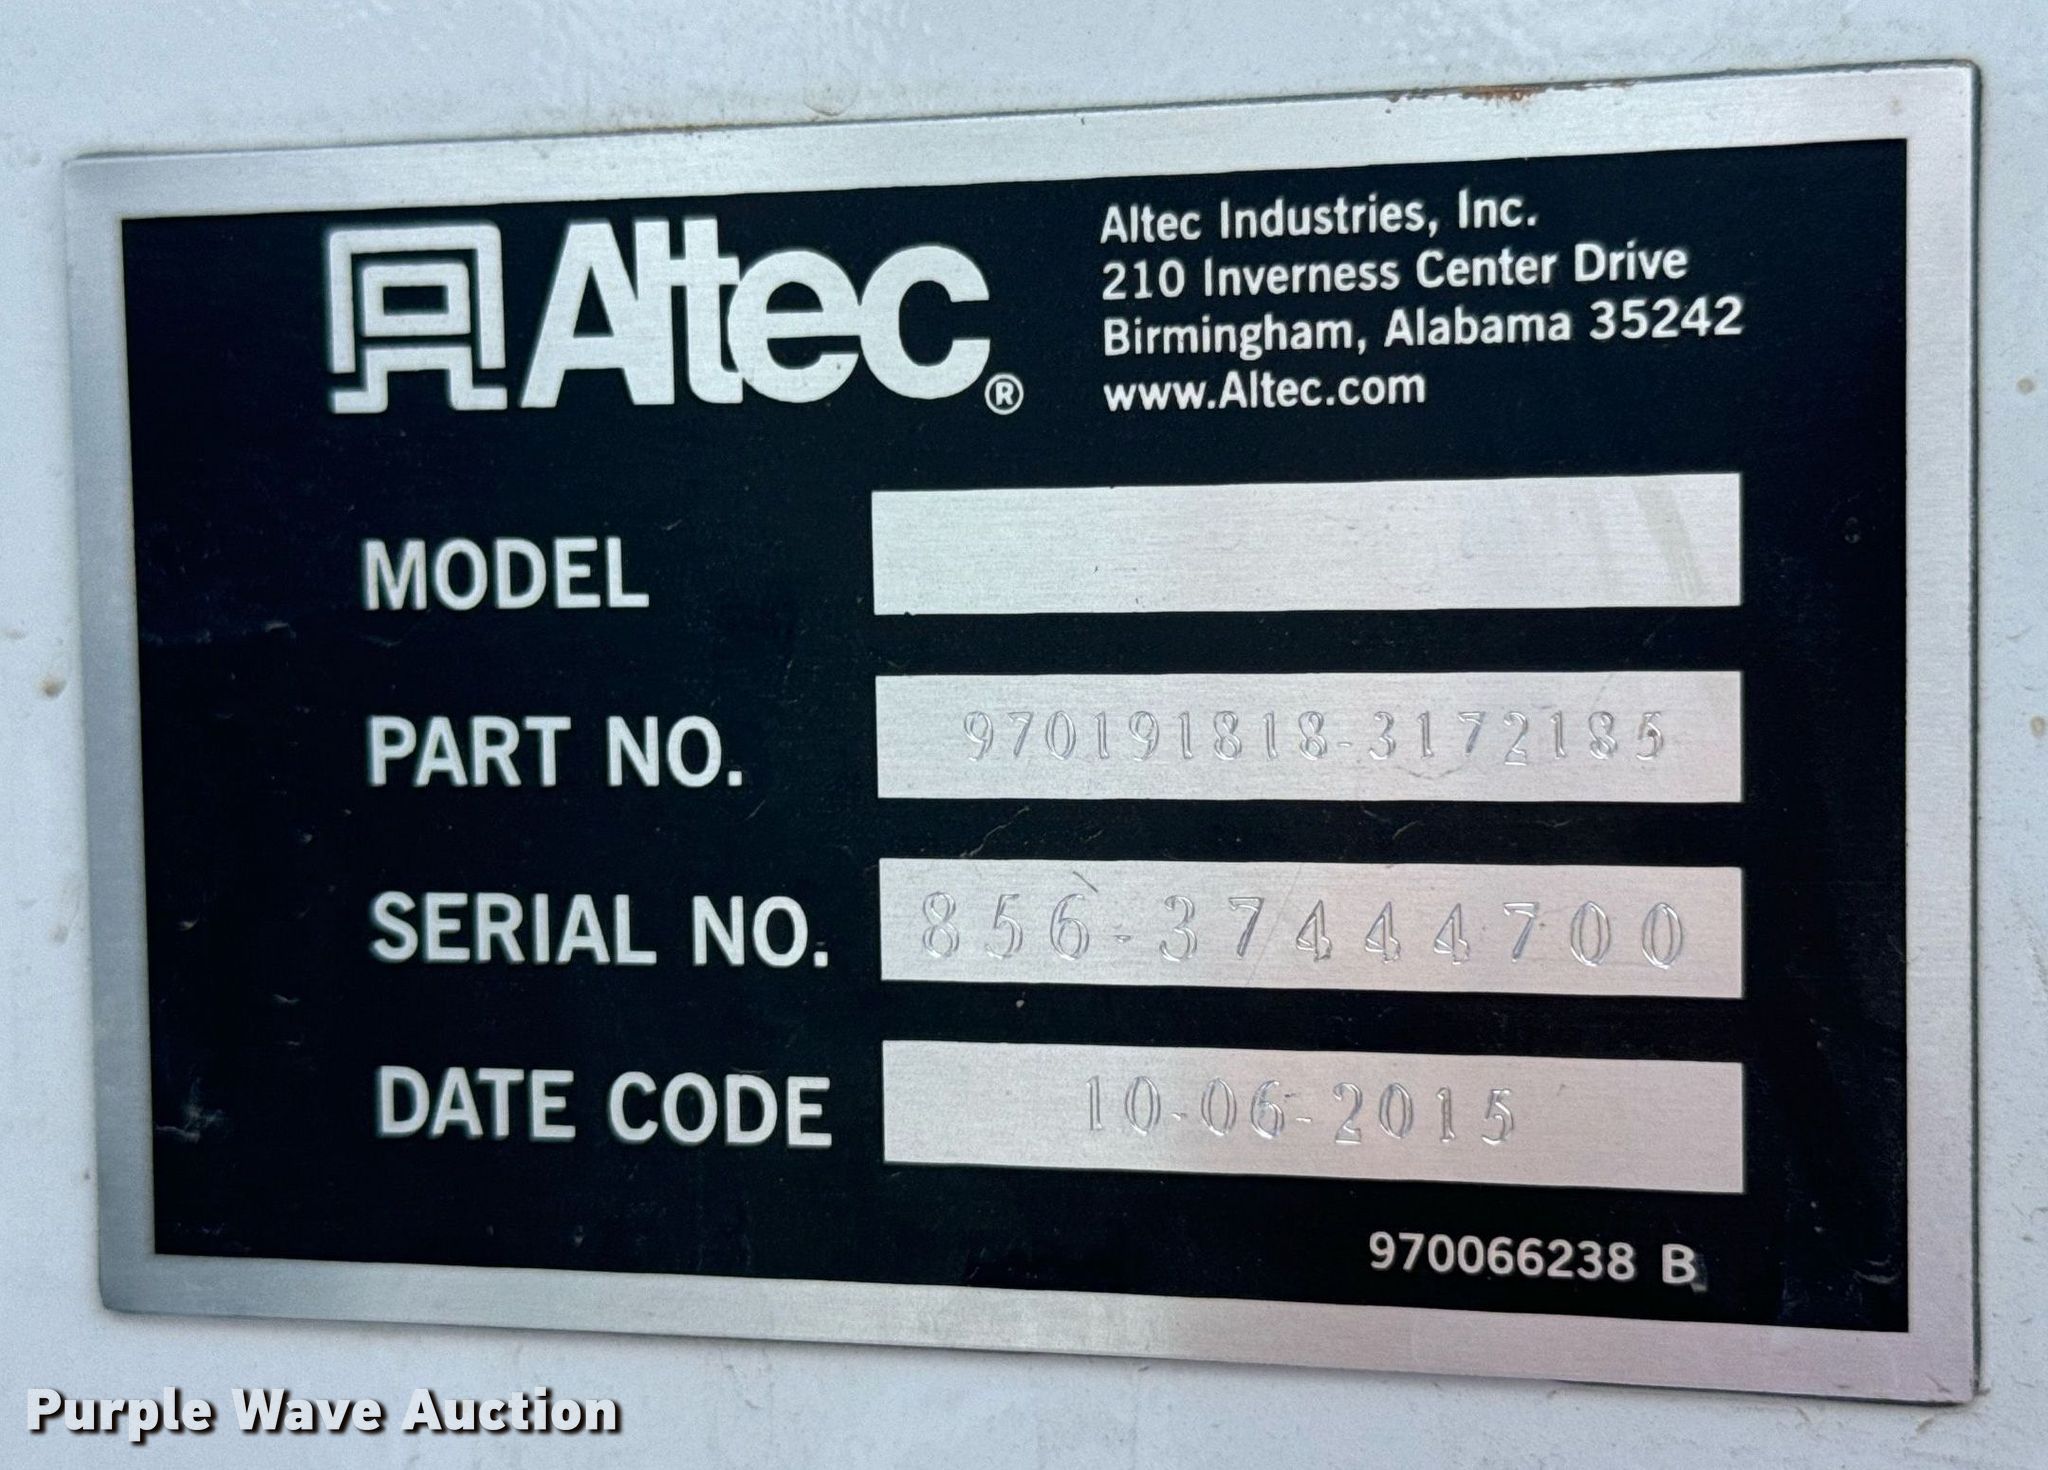 Altec®
Altec Industries, Inc.
210 Inverness Center Drive
Birmingham, Alabama 35242
www.Altec.com
MODEL
PART NO. 970191818-3172185
SERIAL NO. 856-37444700
DATE CODE 10-06-2015
970066238 B
Purple Wave Auction